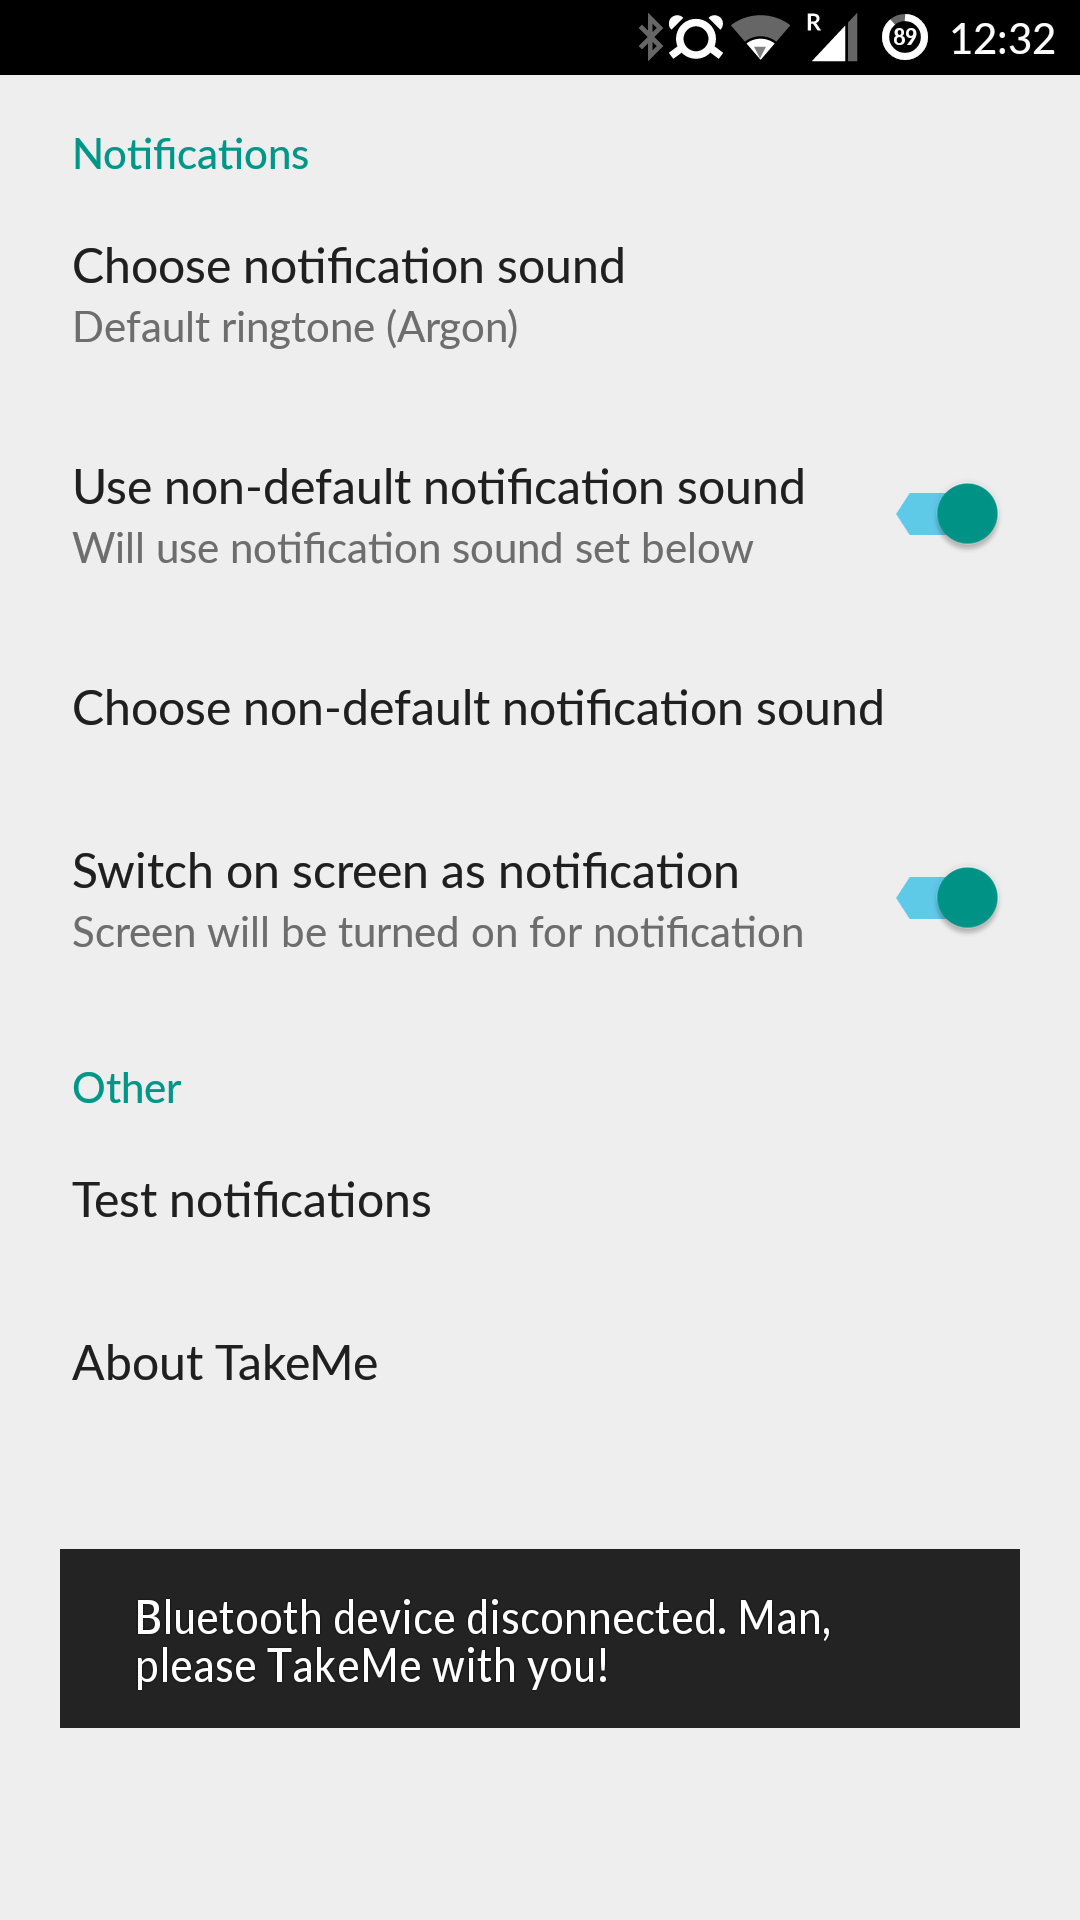 R 89 12:32
Notifications
Choose notification sound
Default ringtone (Argon)
Use non-default notification sound
Will use notification sound set below
Choose non-default notification sound
Switch on screen as notification
Screen will be turned on for notification
Other
Test notifications
About TakeMe
Bluetooth device disconnected. Man,
please TakeMe with you!